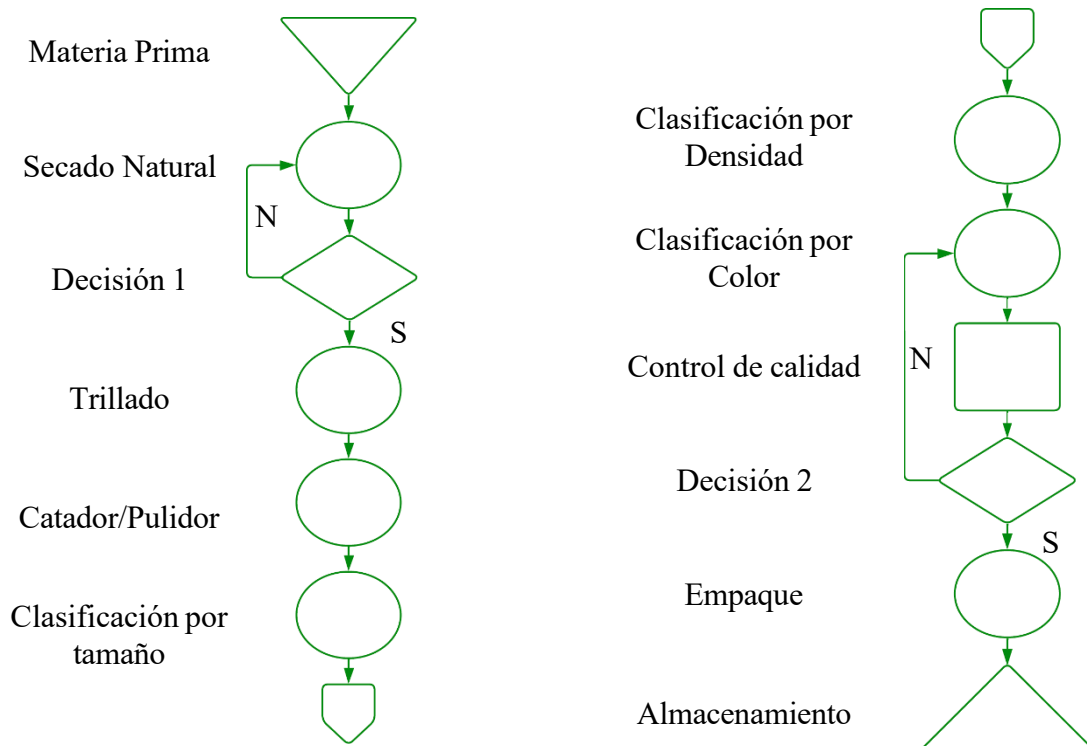 Materia Prima
Secado Natural
N
Decisión 1
S
Trillado
Catador/Pulidor
Clasificación por
tamaño
Clasificación por
Densidad
Clasificación por
Color
N
Control de calidad
Decisión 2
S
Empaque
Almacenamiento